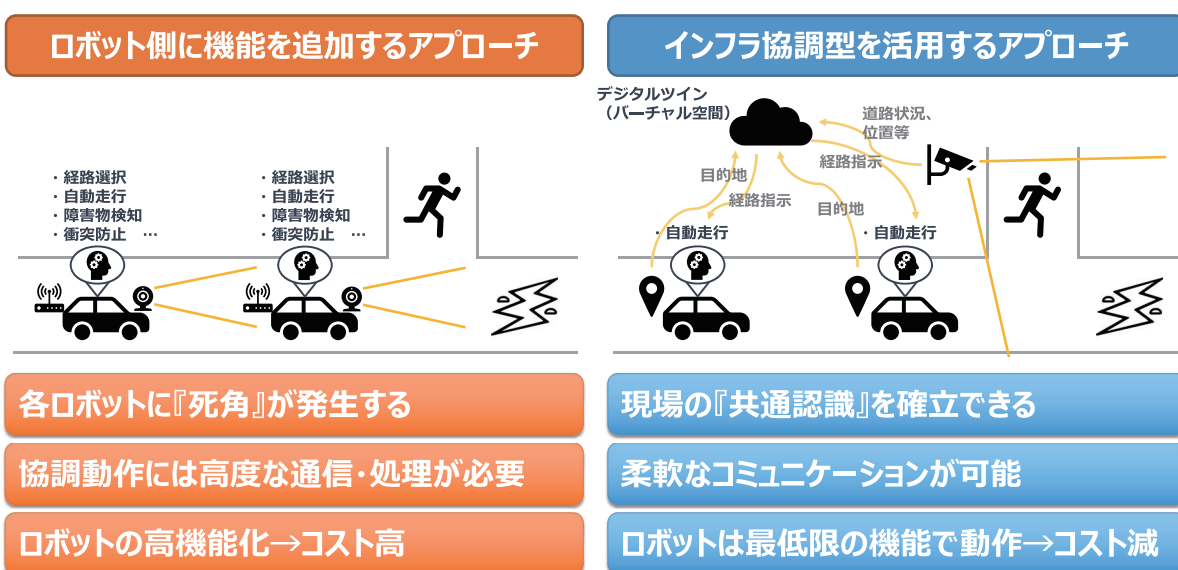 ロボット側に機能を追加するアプローチ
・経路選択
・自動走行
・障害物検知
・衝突防止 …
・経路選択
・自動走行
・障害物検知
・衝突防止 …
各ロボットに『死角』が発生する
協調動作には高度な通信・処理が必要
ロボットの高機能化→コスト高
インフラ協調型を活用するアプローチ
デジタルツイン
（バーチャル空間）
道路状況、
位置等
経路指示
目的地
経路指示
目的地
・自動走行
・自動走行
現場の『共通認識』を確立できる
柔軟なコミュニケーションが可能
ロボットは最低限の機能で動作→コスト減